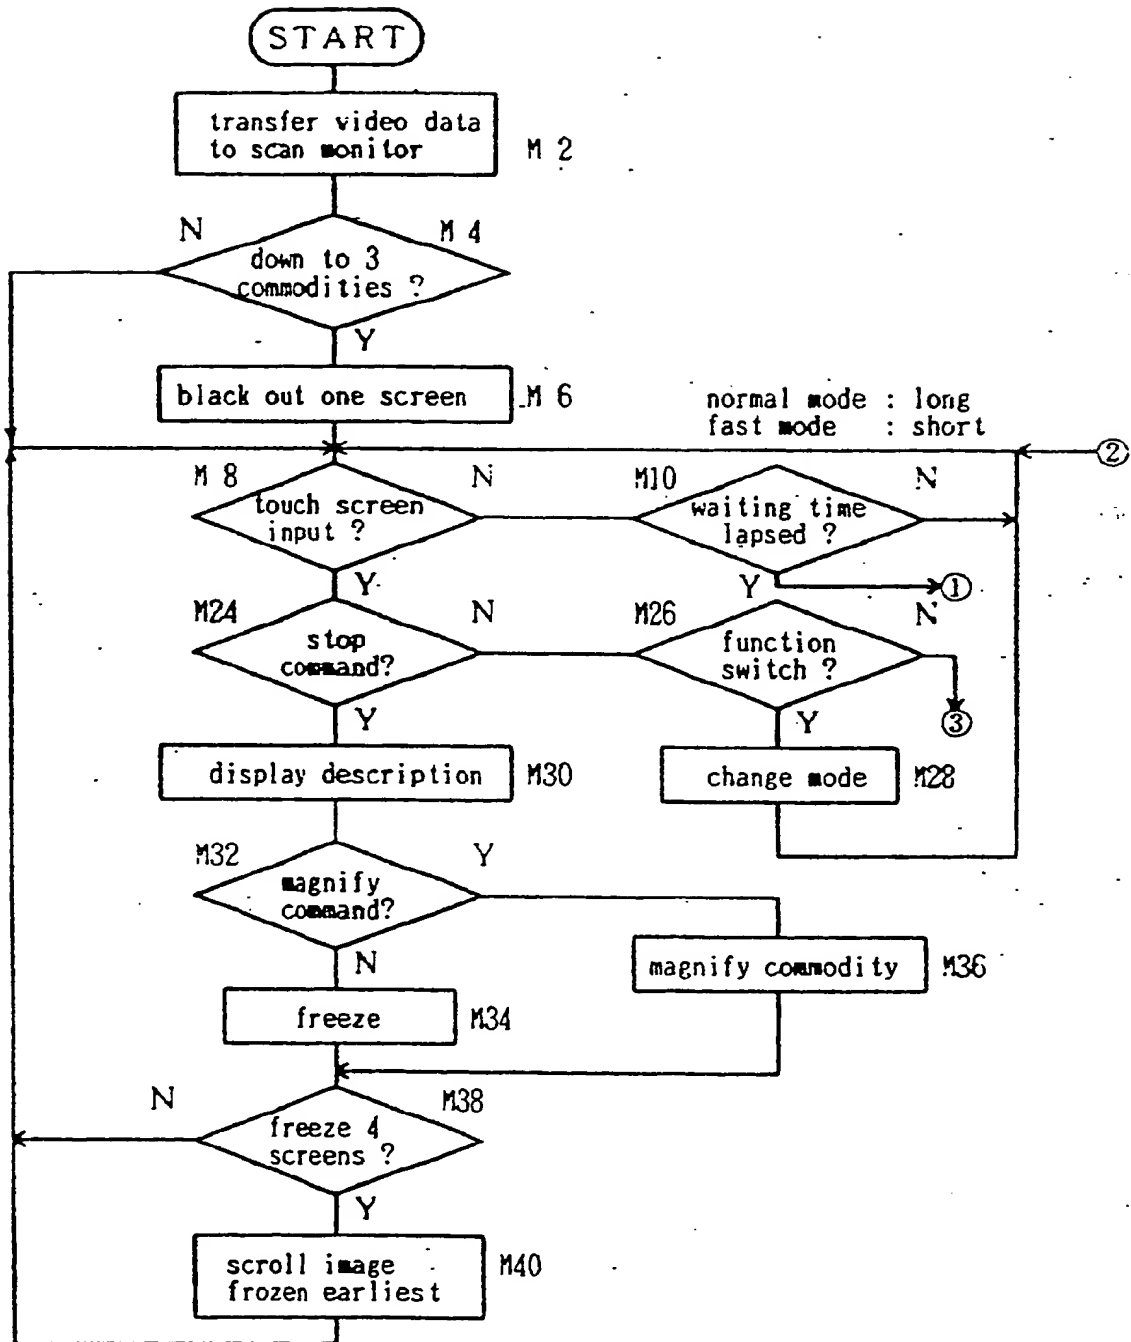 START
transfer video data
to scan monitor
M 2
N
M 4
down to 3
commodities ?
Y
black out one screen
M 6
normal mode : long
fast mode : short
②
M 8
N
M10
N
touch screen
input ?
waiting time
lapsed ?
Y
Y
①
M24
N
M26
N
stop
command?
function
switch ?
Y
Y
③
display description
M30
change mode
M28
M32
Y
magnify
command?
N
magnify commodity
M36
freeze
M34
N
M38
freeze 4
screens ?
Y
scroll image
frozen earliest
M40